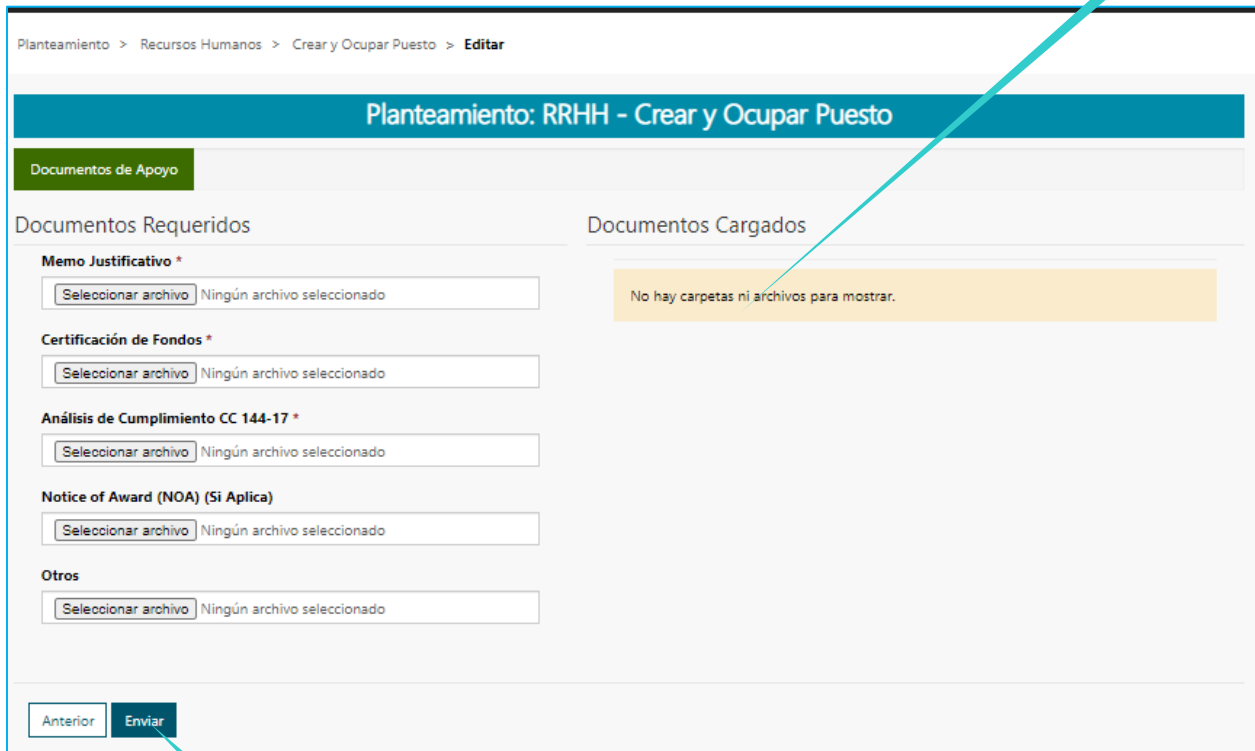 Planteamiento > Recursos Humanos > Crear y Ocupar Puesto > Editar
Planteamiento: RRHH - Crear y Ocupar Puesto
Documentos de Apoyo
Documentos Requeridos
Memo Justificativo *
Seleccionar archivo Ningún archivo seleccionado
Certificación de Fondos *
Seleccionar archivo Ningún archivo seleccionado
Análisis de Cumplimiento CC 144-17 *
Seleccionar archivo Ningún archivo seleccionado
Notice of Award (NOA) (Si Aplica)
Seleccionar archivo Ningún archivo seleccionado
Otros
Seleccionar archivo Ningún archivo seleccionado
Documentos Cargados
No hay carpetas ni archivos para mostrar.
Anterior Enviar